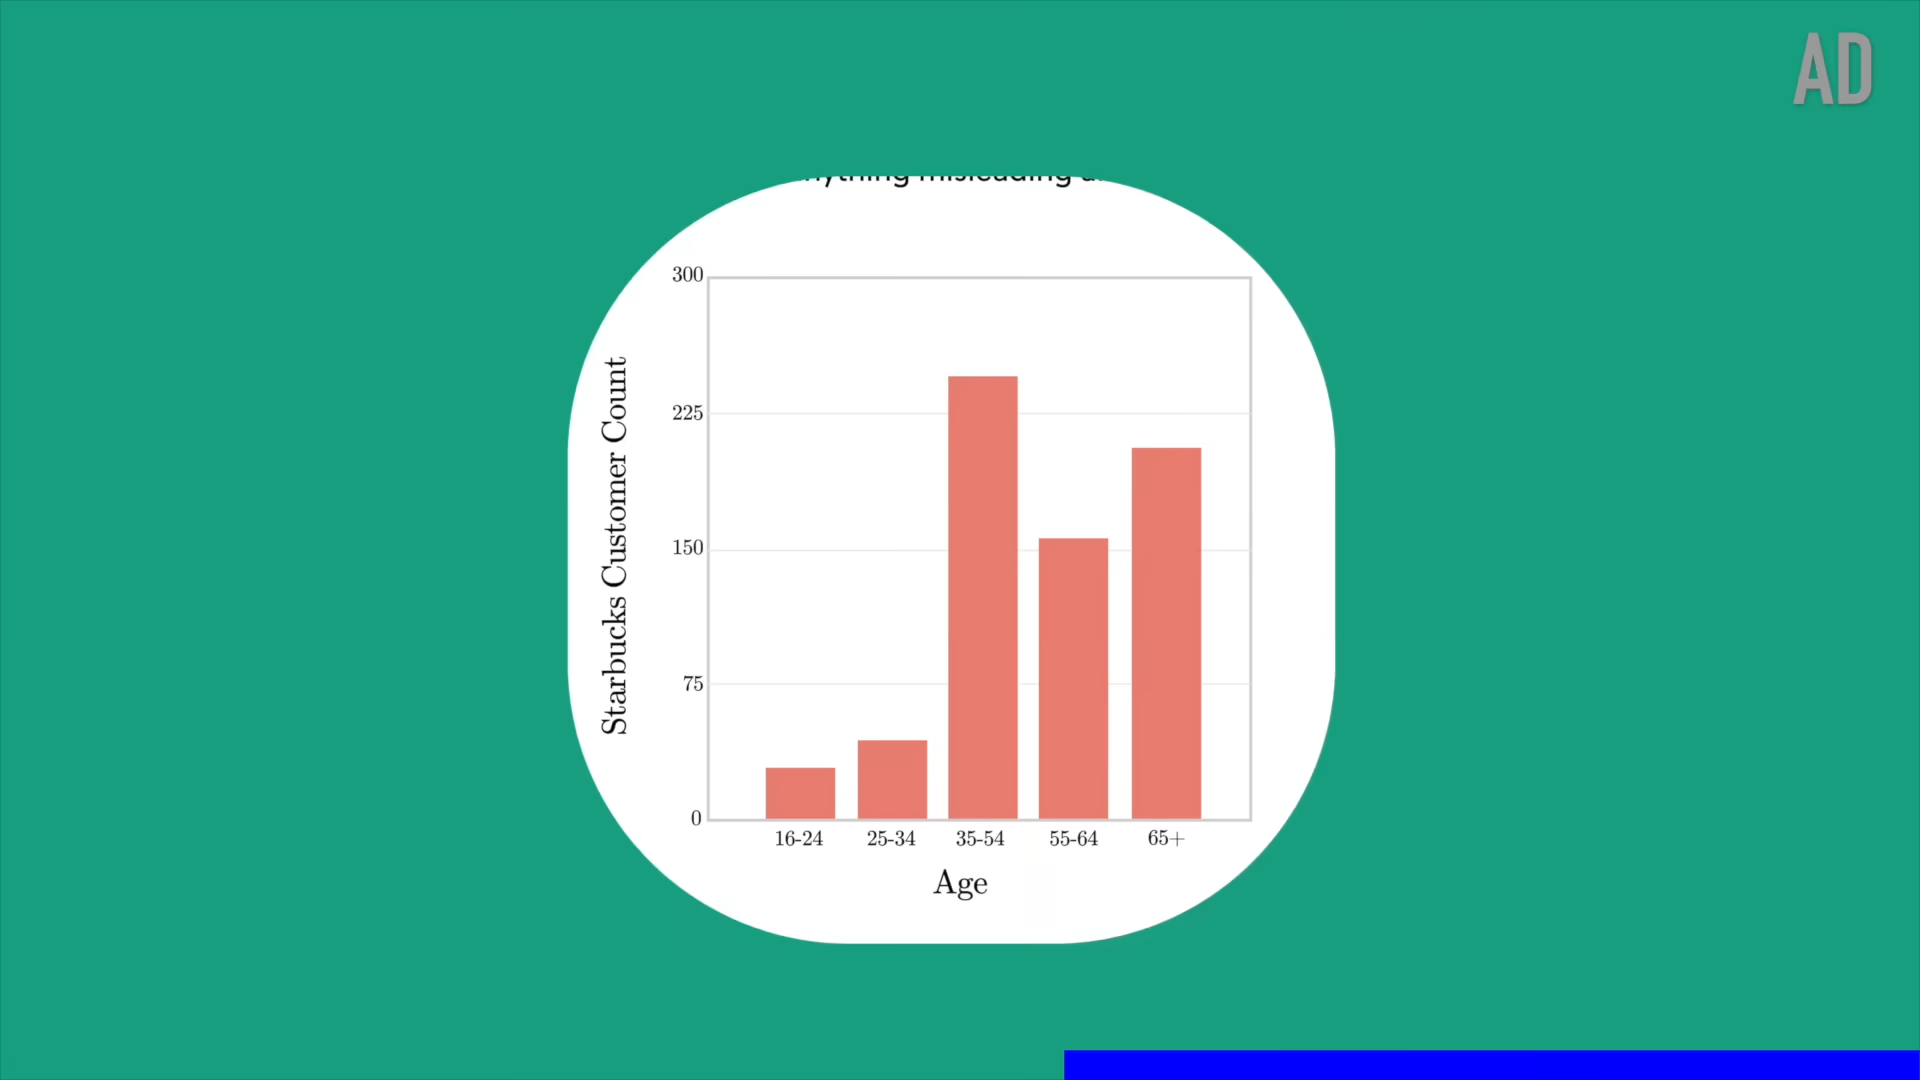 AD
misleading
300
225
150
75
0
Starbucks Customer Count
16-24
25-34
35-54
55-64
65+
Age